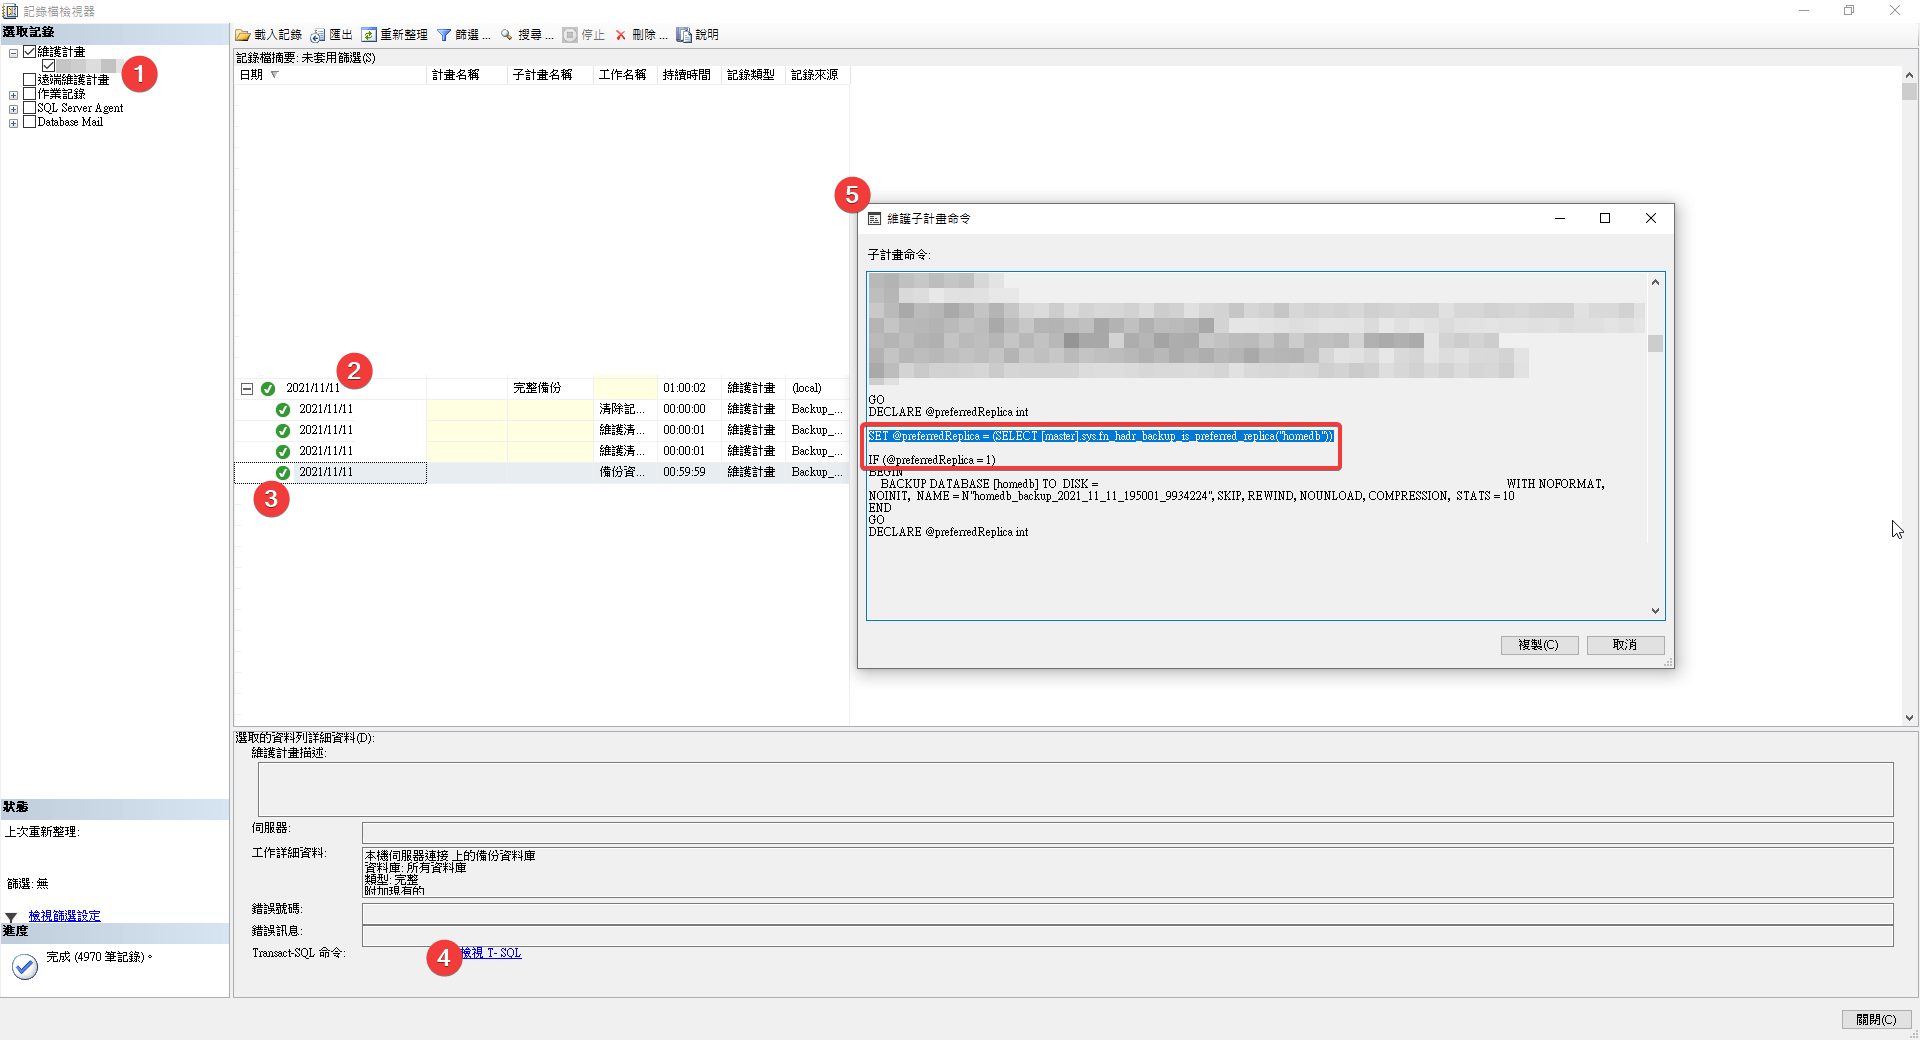 記錄檔檢視器
選取記錄
維護計畫
遠端維護計畫
作業記錄
SQL Server Agent
Database Mail
1
載入記錄 匯出 重新整理 篩選 ... 搜尋 ... 停止 刪除 ... 說明
記錄檔摘要: 未套用篩選(S)
日期 計畫名稱 子計畫名稱 工作名稱 持續時間 記錄類型 記錄來源
2
2021/11/11 完整備份 01:00:02 維護計畫 (local)
2021/11/11 清除記... 00:00:00 維護計畫 Backup_...
2021/11/11 維護清... 00:00:01 維護計畫 Backup_...
2021/11/11 維護清... 00:00:01 維護計畫 Backup_...
2021/11/11 備份資... 00:59:59 維護計畫 Backup_...
3
5
維護子計畫命令
子計畫命令:
GO
DECLARE @preferredReplica int
SET @preferredReplica = (SELECT [master].sys.fn_hadr_backup_is_preferred_replica("homedb"))
IF (@preferredReplica = 1)
BEGIN
BACKUP DATABASE [homedb] TO DISK = WITH NOFORMAT,
NOINIT, NAME = N"homedb_backup_2021_11_11_195001_9934224", SKIP, REWIND, NOUNLOAD, COMPRESSION, STATS = 10
END
GO
DECLARE @preferredReplica int
複製(C) 取消
選取的資料列詳細資料(D):
維護計畫描述:
伺服器:
工作詳細資料:
本機伺服器連接 上的備份資料庫
資料庫: 所有資料庫
類型: 完整
附加現有的
錯誤號碼:
錯誤訊息:
Transact-SQL 命令:
4
檢視 T- SQL
狀態
上次重新整理:
篩選: 無
檢視篩選設定
進度
完成 (4970 筆記錄)。
關閉(C)